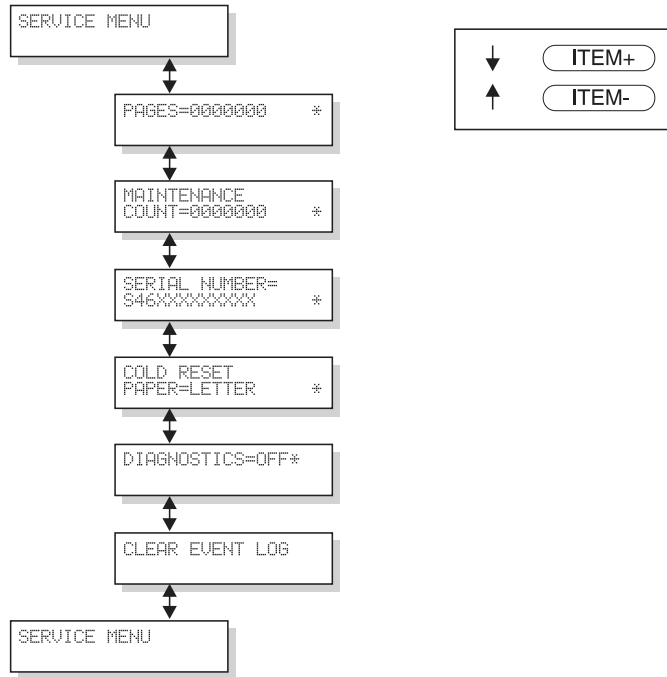 SERVICE MENU
PAGES=0000000 *
MAINTENANCE
COUNT=0000000 *
SERIAL NUMBER=
S46XXXXXXXXX *
COLD RESET
PAPER=LETTER *
DIAGNOSTICS=OFF*
CLEAR EVENT LOG
SERVICE MENU
ITEM+
ITEM-